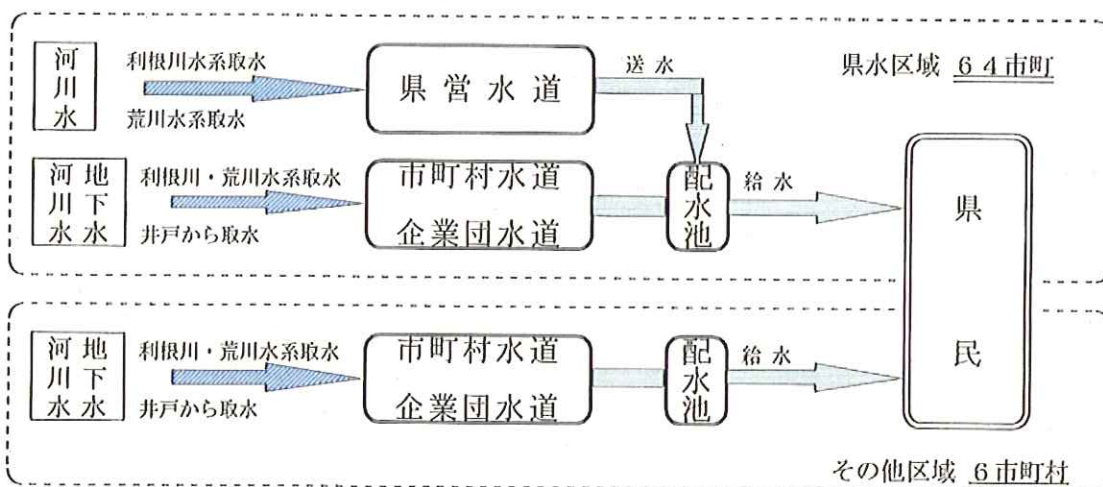 県水区域 64市町
河川水
利根川水系取水
荒川水系取水
県営水道
送水
河川水 地下水
利根川・荒川水系取水
井戸から取水
市町村水道
企業団水道
配水池
給水
県民
河川水 地下水
利根川・荒川水系取水
井戸から取水
市町村水道
企業団水道
配水池
給水
その他区域 6市町村